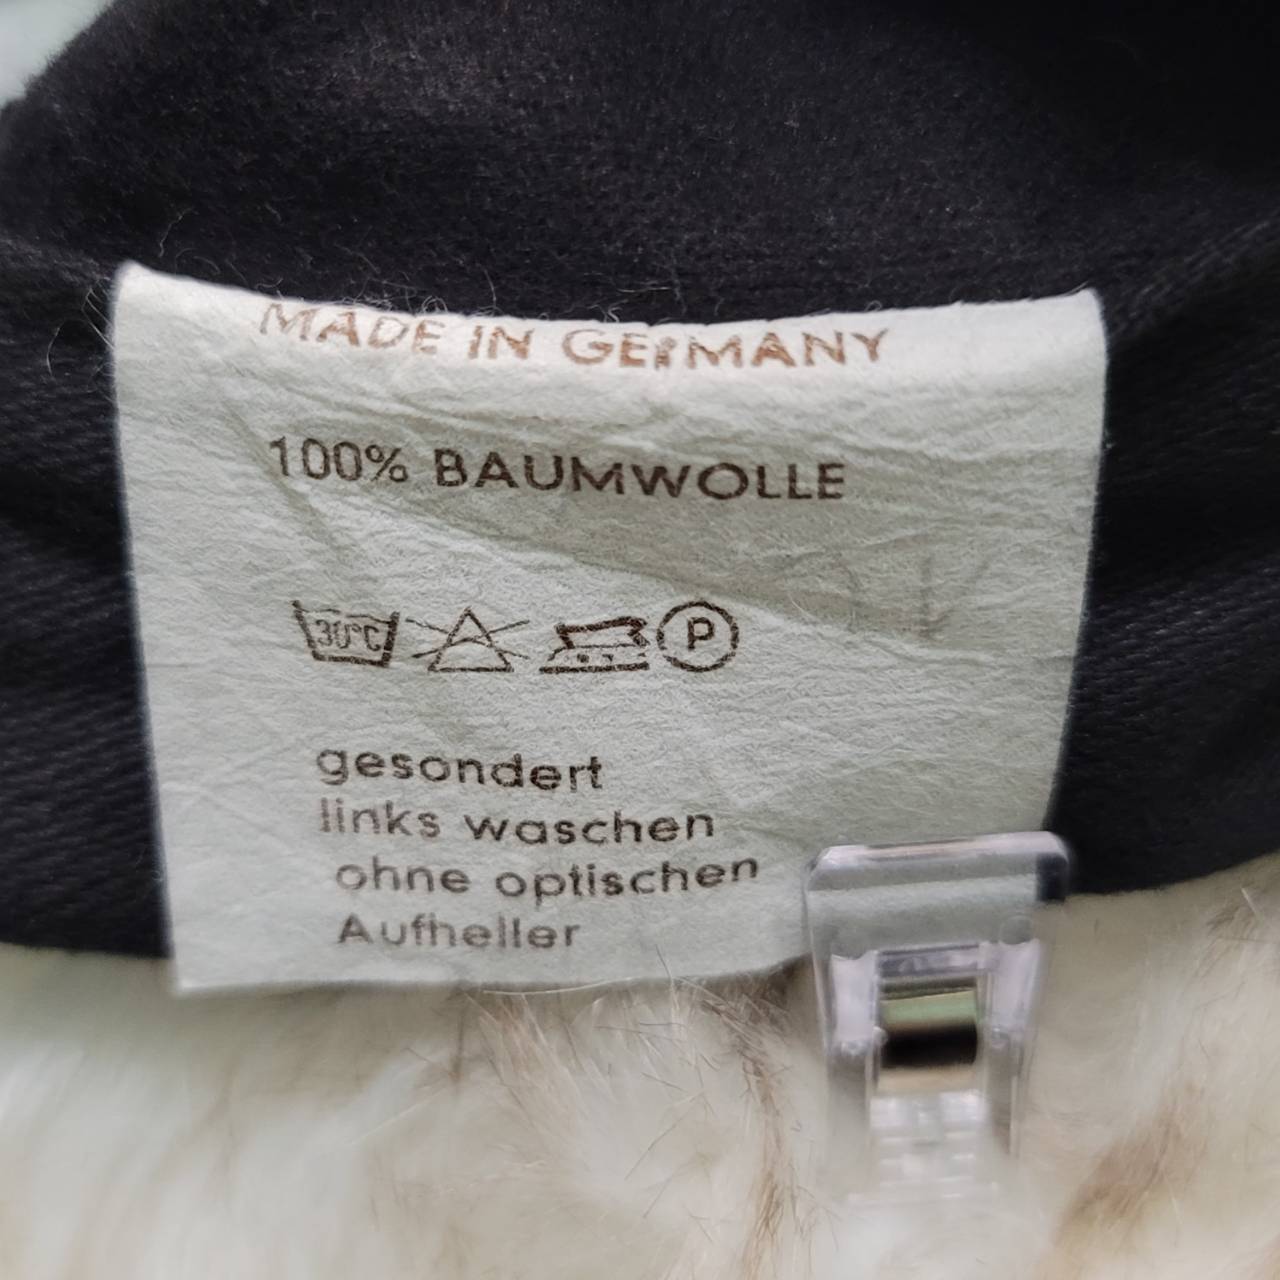 MADE IN GERMANY
100% BAUMWOLLE
30°C P
gesondert
links waschen
ohne optischen
Aufheller